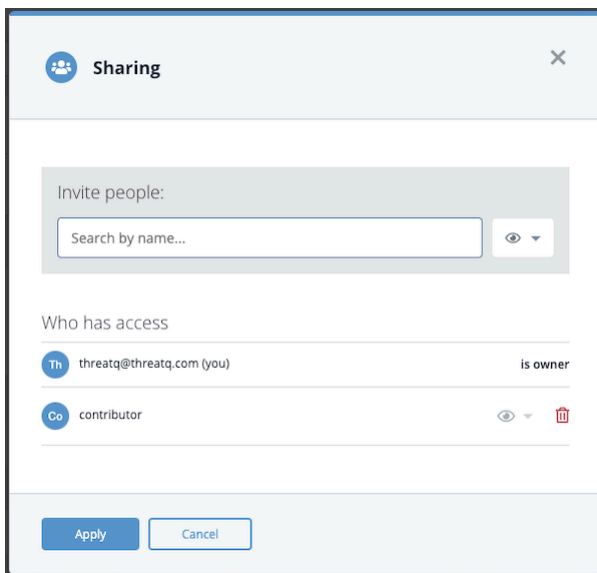 Sharing
Invite people:
Search by name...
Who has access
Th threatq@threatq.com (you) is owner
Co contributor
Apply Cancel